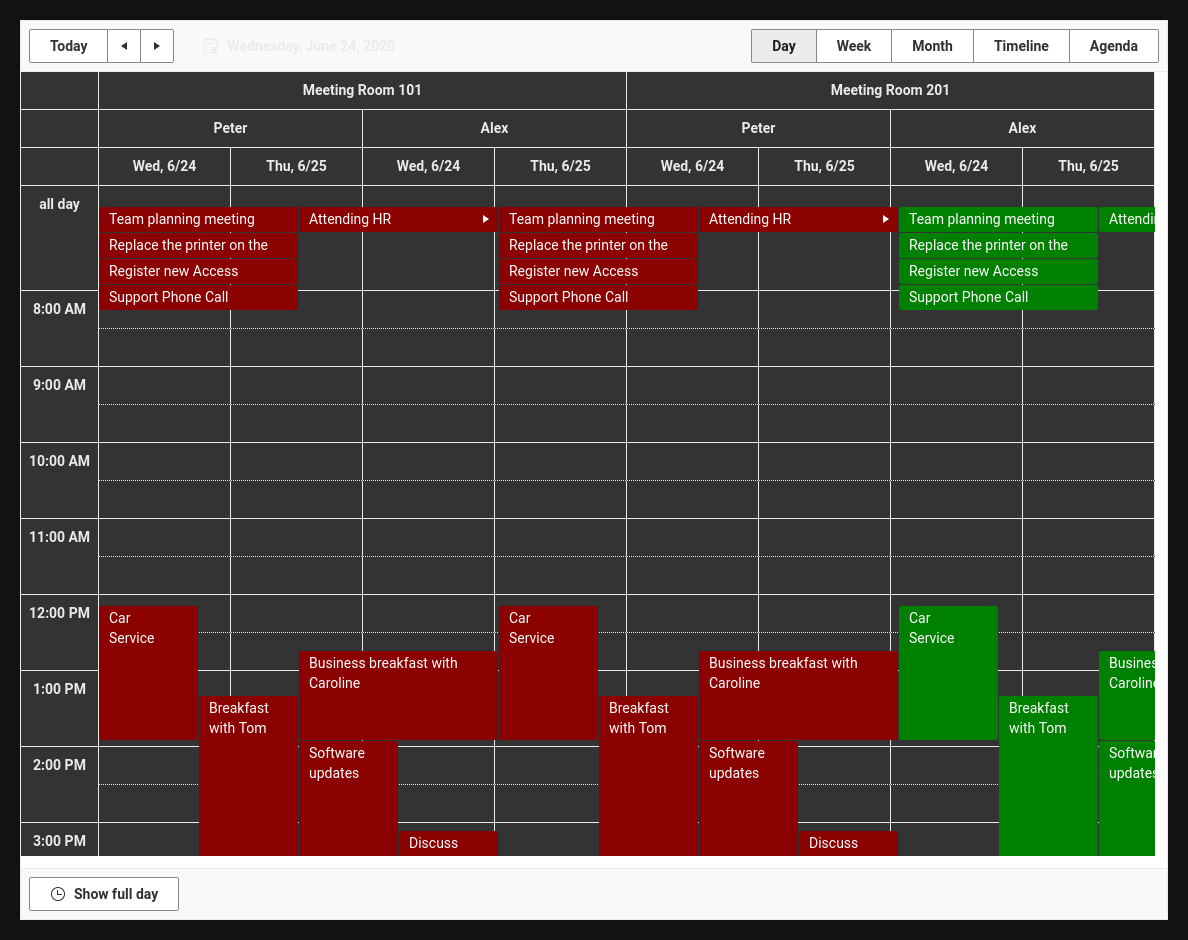 Today
Wednesday, June 24, 2020
Day Week Month Timeline Agenda
Meeting Room 101 Meeting Room 201
Peter Alex Peter Alex
Wed, 6/24 Thu, 6/25 Wed, 6/24 Thu, 6/25 Wed, 6/24 Thu, 6/25 Wed, 6/24 Thu, 6/25
all day
Team planning meeting Attending HR Team planning meeting Attending HR Team planning meeting
Replace the printer on the Replace the printer on the Replace the printer on the
Register new Access Register new Access Register new Access
Support Phone Call Support Phone Call Support Phone Call
8:00 AM
9:00 AM
10:00 AM
11:00 AM
12:00 PM
Car Car Car
Service Service Service
Business breakfast with Business breakfast with
Caroline Caroline
1:00 PM
Breakfast Breakfast Breakfast
with Tom with Tom with Tom
Software Software
updates updates updates
2:00 PM
3:00 PM
Discuss Discuss
Show full day